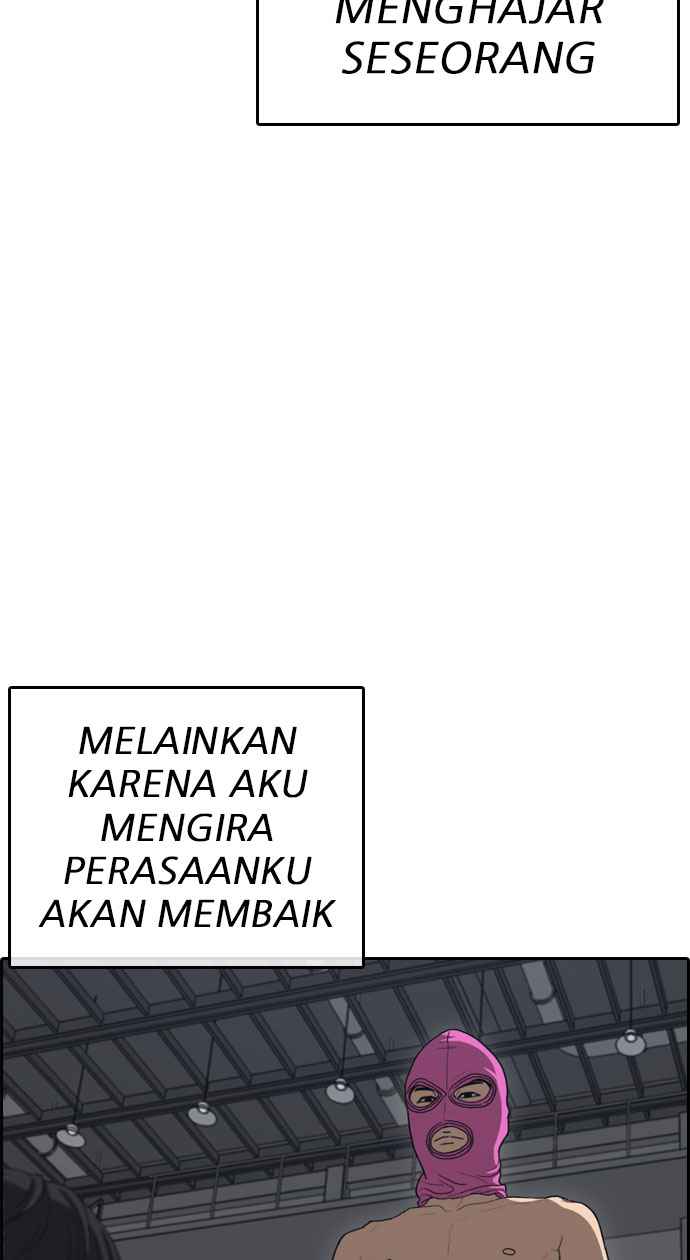 MENGHAJAR
SESEORANG
MELAINKAN
KARENA AKU
MENGIRA
PERASAANKU
AKAN MEMBAIK